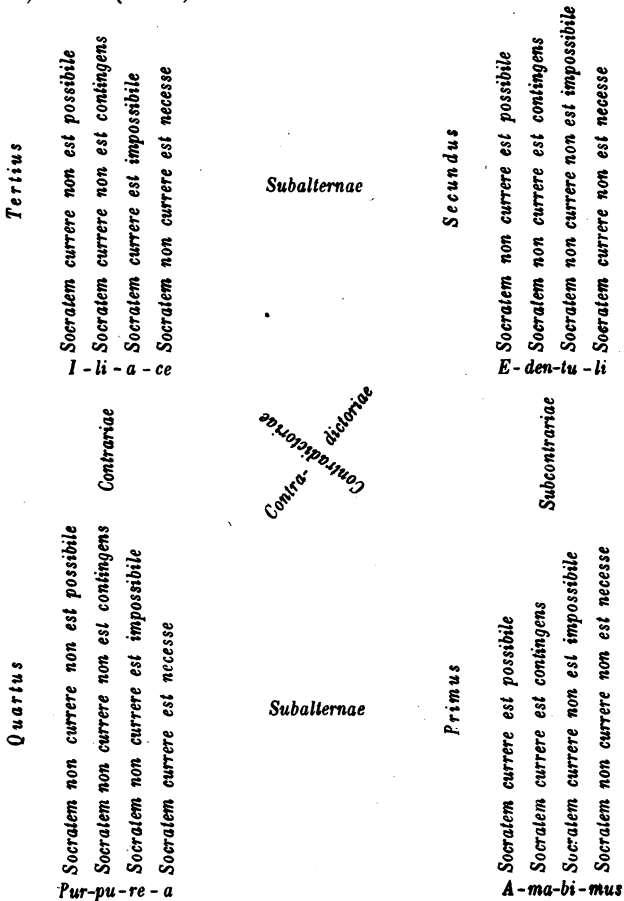 Tertius
Socratem currere non est possibile
Socratem currere non est contingens
Socratem currere est impossibile
Socratem non currere est necesse
I - li - a - ce
Subalternae
Secundus
Socratem non currere est possibile
Socratem non currere est contingens
Socratem non currere non est impossibile
Socratem currere non est necesse
E - den-tu - li
Contrariae
Contradictoriae
Contra- dictoriae
Subcontrariae
Quartus
Socratem non currere non est possibile
Socratem non currere non est contingens
Socratem non currere est impossibile
Socratem currere est necesse
Pur-pu-re - a
Subalternae
Primus
Socratem currere est possibile
Socratem currere est contingens
Socratem currere non est impossibile
Socratem non currere non est necesse
A - ma-bi - mus